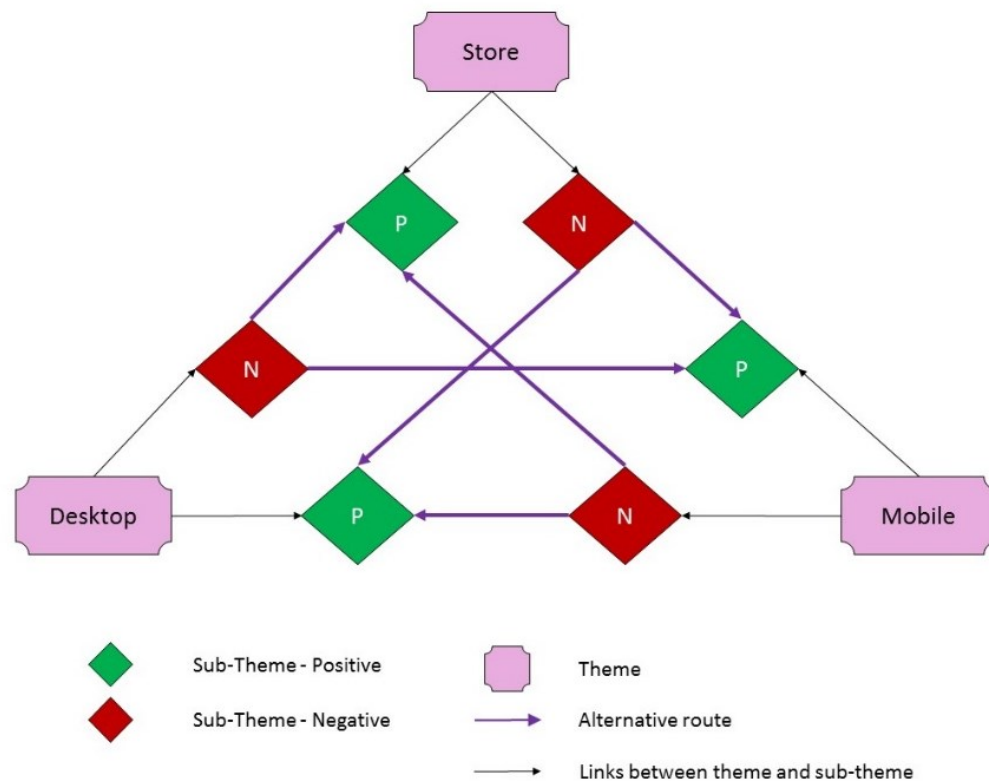 Store
P
N
N
P
Desktop
P
N
Mobile
Sub-Theme - Positive
Theme
Sub-Theme - Negative
Alternative route
Links between theme and sub-theme